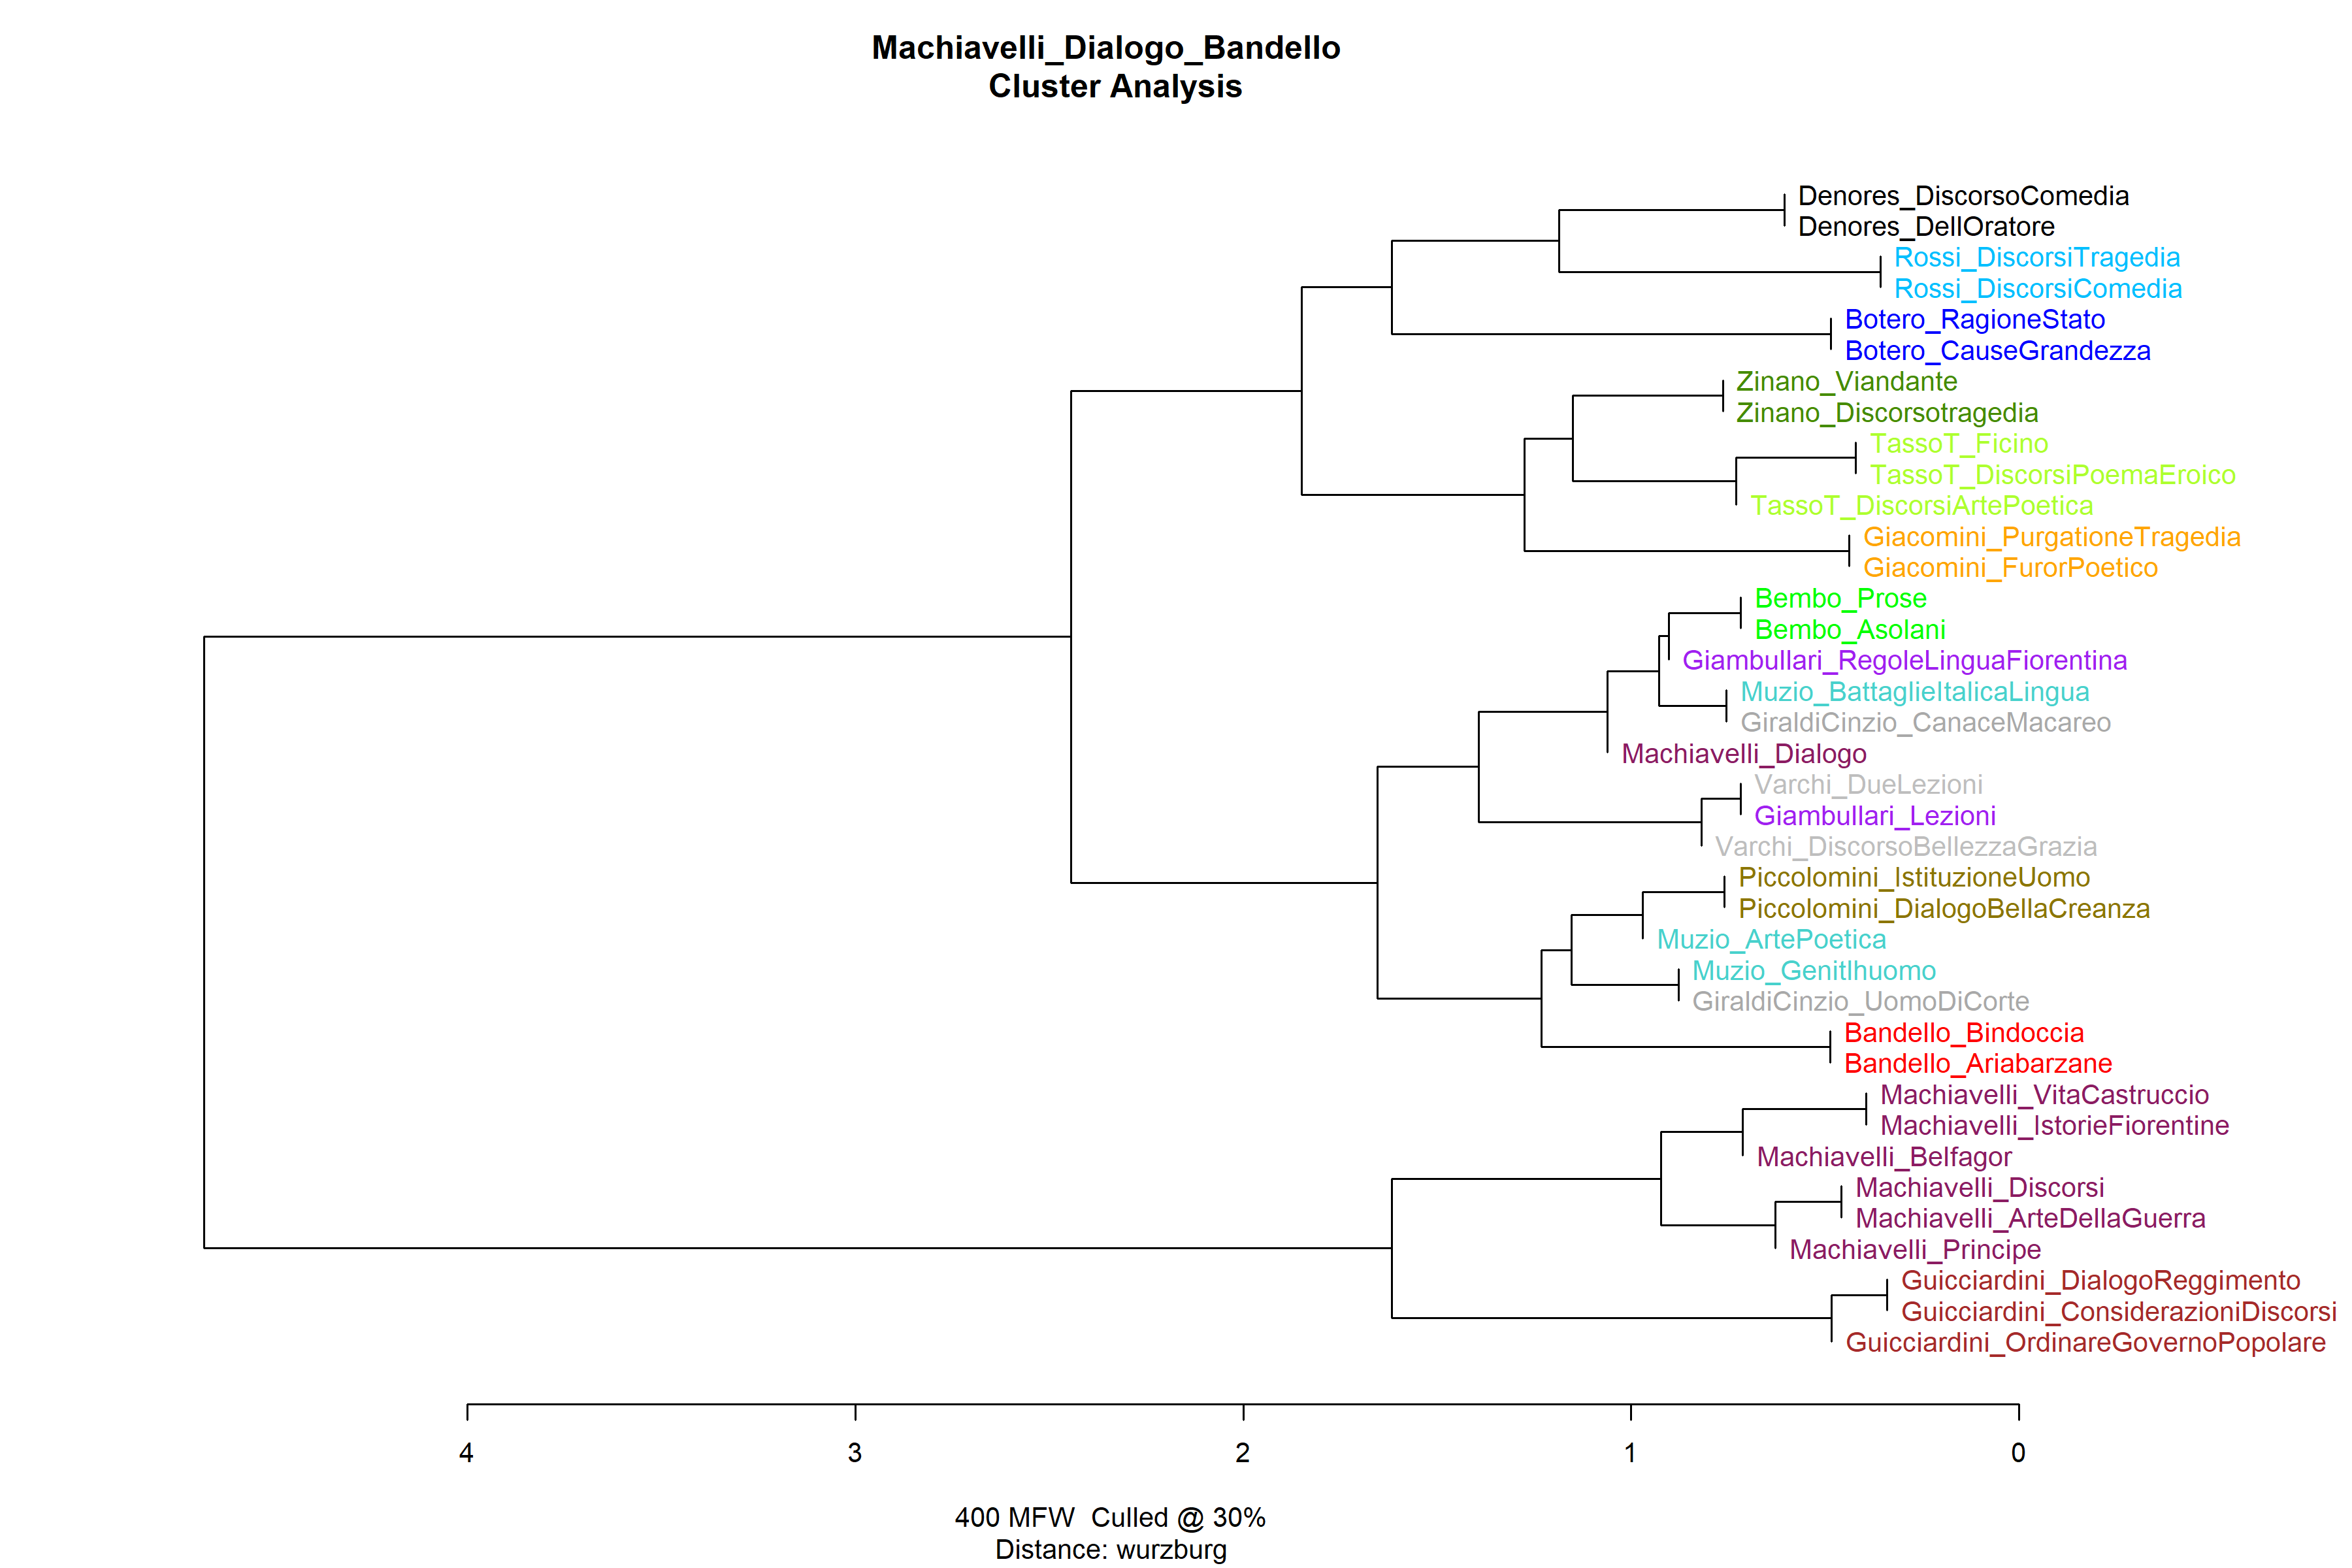 Machiavelli_Dialogo_Bandello
Cluster Analysis
Denores_DiscorsoComedia
Denores_DellOratore
Rossi_DiscorsiTragedia
Rossi_DiscorsiComedia
Botero_RagioneStato
Botero_CauseGrandezza
Zinano_Viandante
Zinano_Discorsotragedia
TassoT_Ficino
TassoT_DiscorsiPoemaEroico
TassoT_DiscorsiArtePoetica
Giacomini_PurgationeTragedia
Giacomini_FurorPoetico
Bembo_Prose
Bembo_Asolani
Giambullari_RegoleLinguaFiorentina
Muzio_BattaglieItalicaLingua
GiraldiCinzio_CanaceMacareo
Machiavelli_Dialogo
Varchi_DueLezioni
Giambullari_Lezioni
Varchi_DiscorsoBellezzaGrazia
Piccolomini_IstituzioneUomo
Piccolomini_DialogoBellaCreanza
Muzio_ArtePoetica
Muzio_Genitlhuomo
GiraldiCinzio_UomoDiCorte
Bandello_Bindoccia
Bandello_Ariabarzane
Machiavelli_VitaCastruccio
Machiavelli_IstorieFiorentine
Machiavelli_Belfagor
Machiavelli_Discorsi
Machiavelli_ArteDellaGuerra
Machiavelli_Principe
Guicciardini_DialogoReggimento
Guicciardini_ConsiderazioniDiscorsi
Guicciardini_OrdinareGovernoPopolare
4 3 2 1 0
400 MFW  Culled @ 30%
Distance: wurzburg